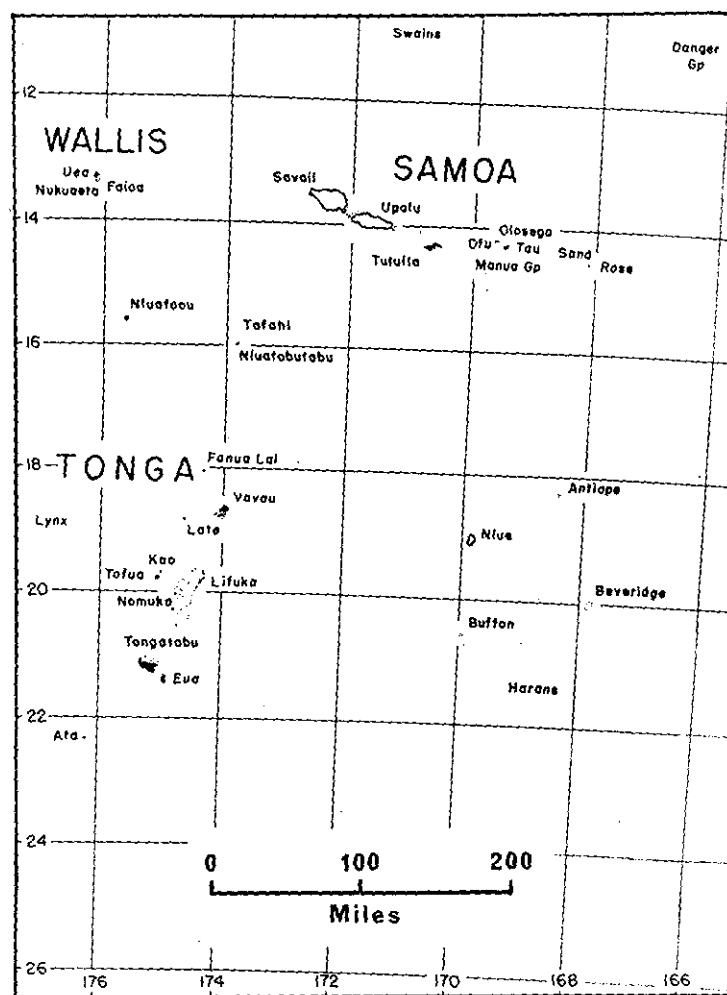 Swains
Danger
Gp
12
WALLIS
Uea
Nukuaeta Faioa
Savaii
SAMOA
Upolu
14
Olosega
Ofu Tau
Sand
Tutuila
Manua Gp
Rose
Niuafoou
Tafahi
16
Niuatobutabu
Fanua Lai
18
TONGA
Vavau
Antiope
Lynx
Late
Niue
Kao
Tofua
Lifuka
20
Beveridge
Nomuka
Buffon
Tongatabu
Eua
Harans
22
Ata
24
0 100 200
Miles
26
176 174 172 170 168 166